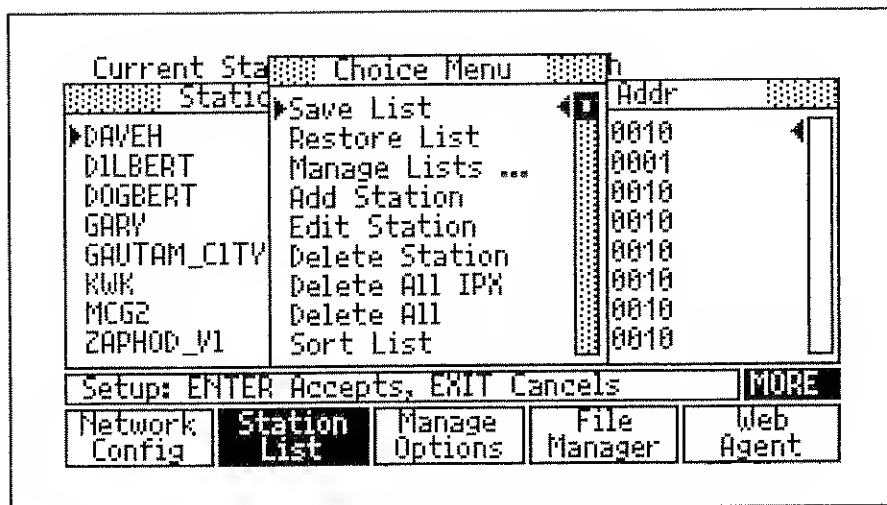 Current Sta
h
Choice Menu
Static
Addr
Save List
Restore List
Manage Lists ...
Add Station
Edit Station
Delete Station
Delete All IPX
Delete All
Sort List
DAVEH
D1LBERT
DOGBERT
GARY
GAUTAM_C1TY
KWK
MCG2
ZAPHOD_V1
0010
0001
0010
0010
0010
0010
0010
0010
Setup: ENTER Accepts, EXIT Cancels
MORE
Network Config
Station List
Manage Options
File Manager
Web Agent